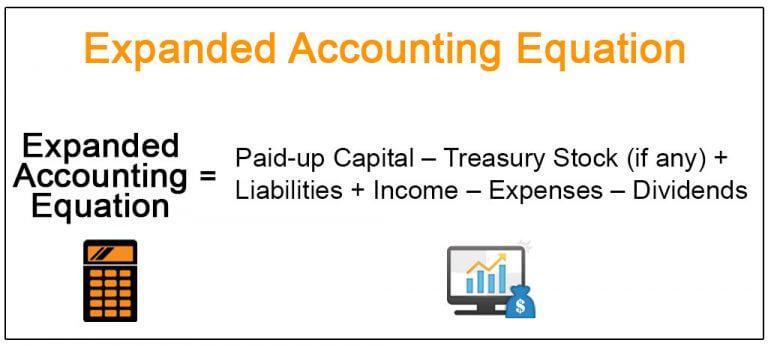 Expanded Accounting Equation
Expanded
Accounting
Equation
=
Paid-up Capital – Treasury Stock (if any) +
Liabilities + Income – Expenses – Dividends
$